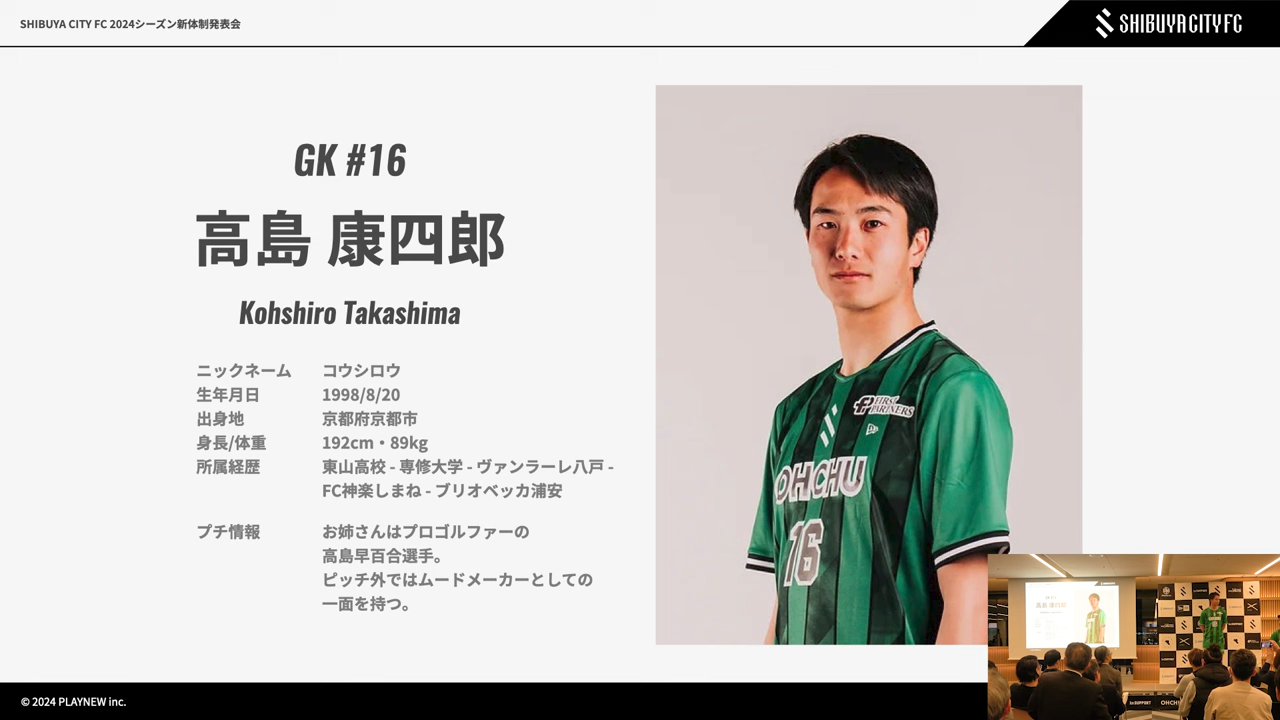 SHIBUYA CITY FC 2024シーズン新体制発表会
SHIBUYA CITY FC
GK #16
高島 康四郎
Kohshiro Takashima
ニックネーム コウシロウ
生年月日 1998/8/20
出身地 京都府京都市
身長/体重 192cm・89kg
所属経歴 東山高校 - 専修大学 - ヴァンラーレ八戸 -
FC神楽しまね - ブリオベッカ浦安
プチ情報 お姉さんはプロゴルファーの
高島早百合選手。
ピッチ外ではムードメーカーとしての
一面を持つ。
FIRST
PARTNERS
OHCHU
16
高島 康四郎
OHCHU
© 2024 PLAYNEW inc.